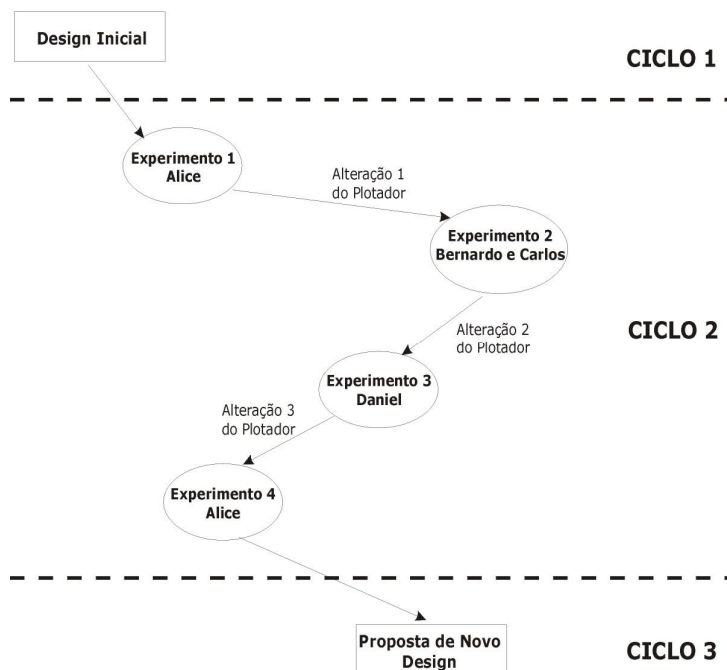 Design Inicial
CICLO 1
Experimento 1
Alice
Alteração 1
do Plotador
Experimento 2
Bernardo e Carlos
CICLO 2
Alteração 2
do Plotador
Experimento 3
Daniel
Alteração 3
do Plotador
Experimento 4
Alice
Proposta de Novo
Design
CICLO 3